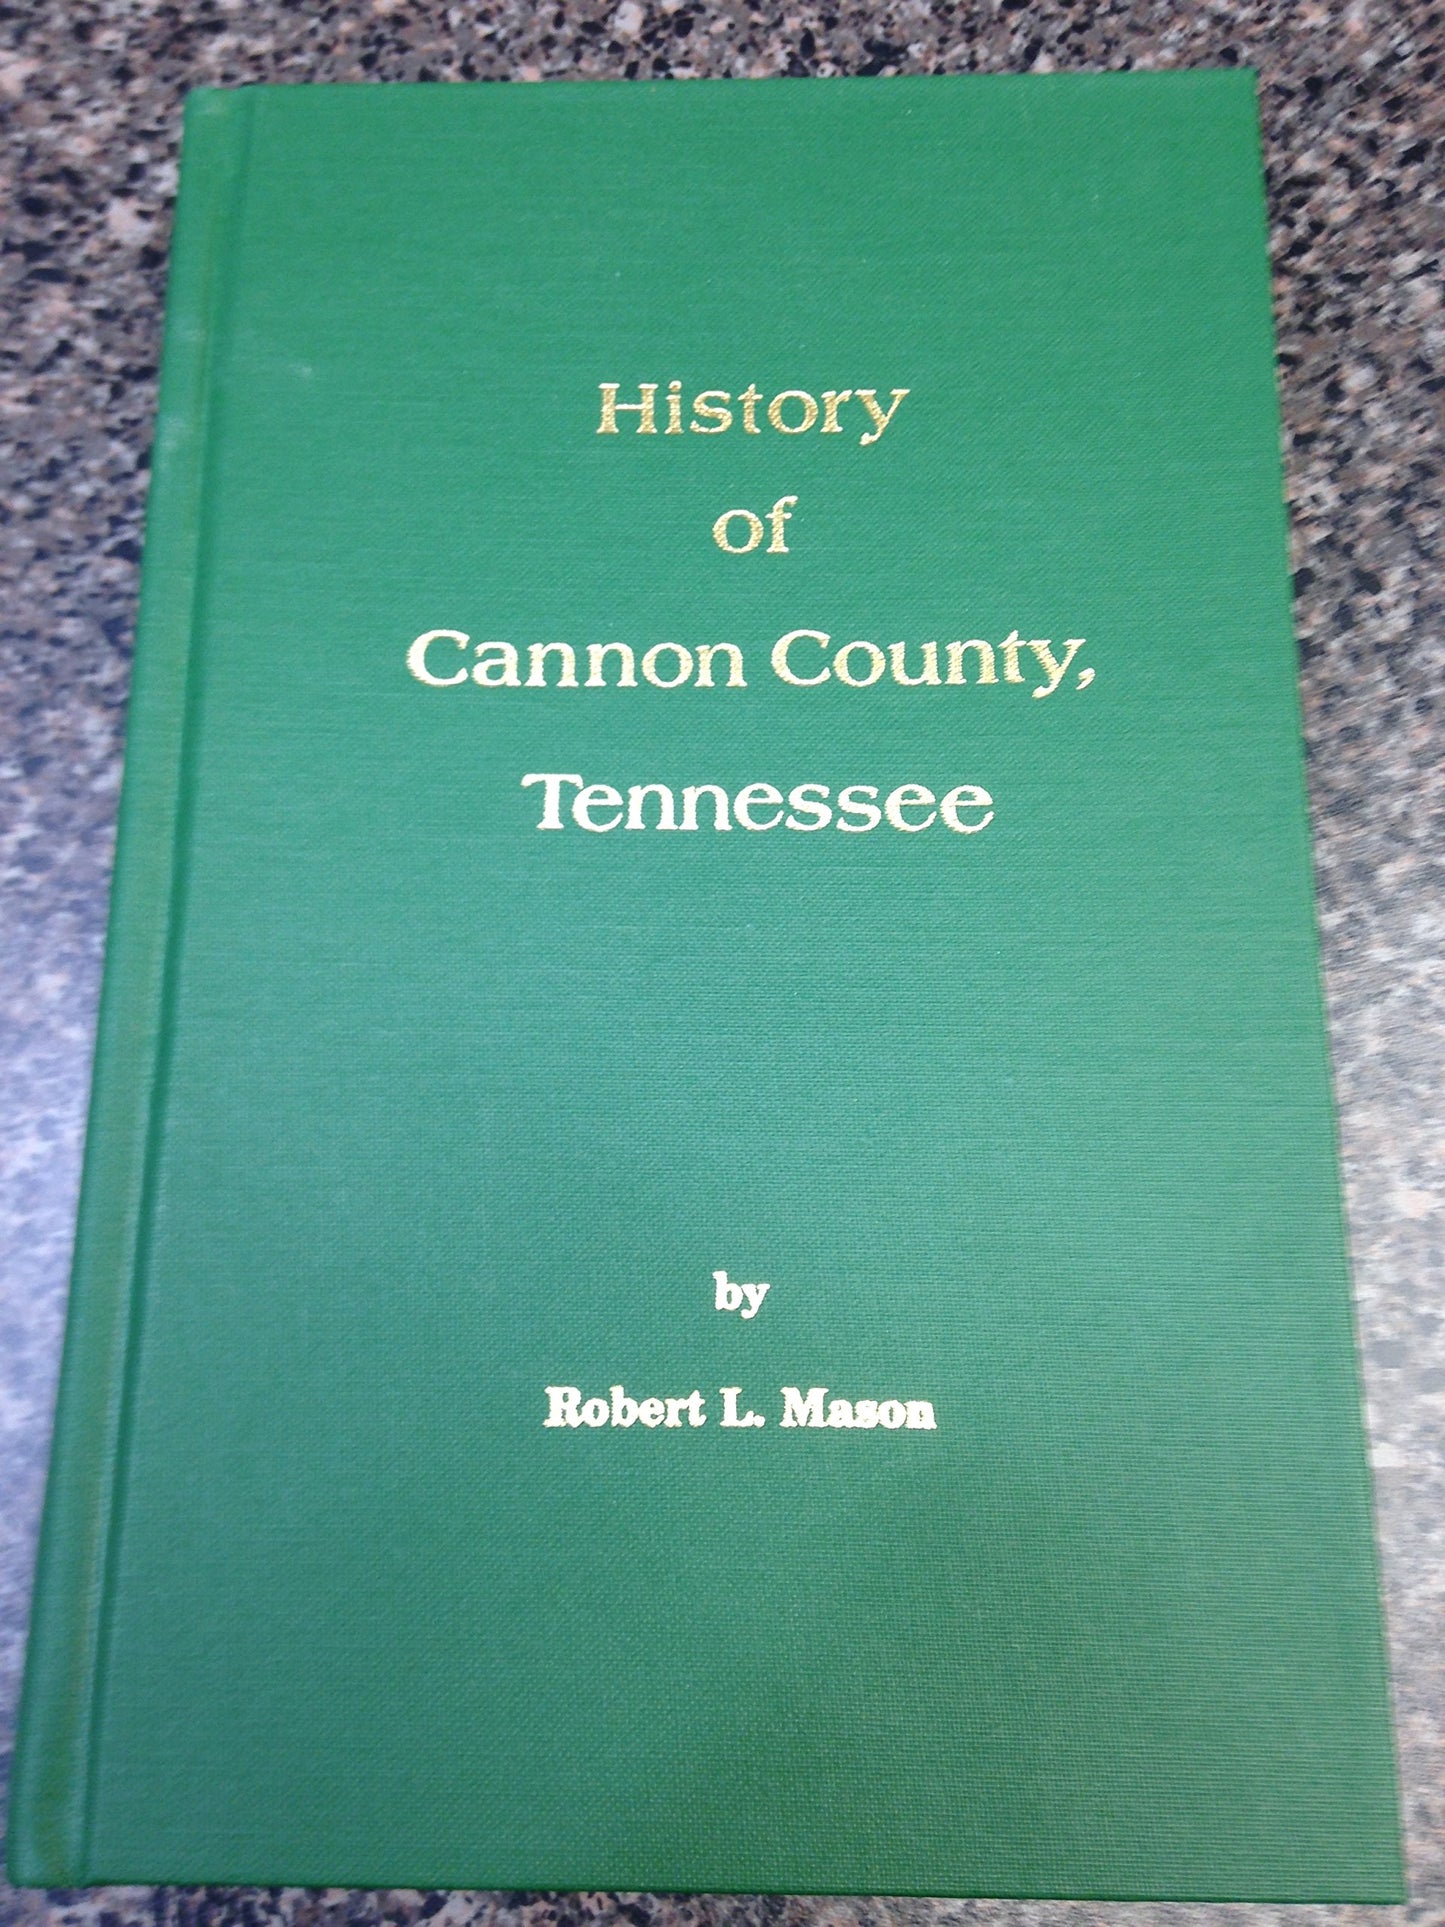 History
of
Cannon County,
Tennessee
by
Robert L. Mason